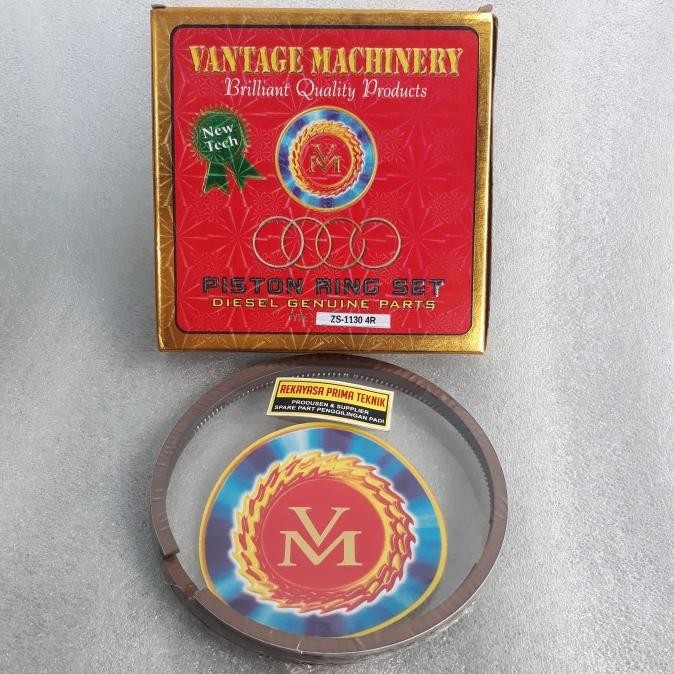 VANTAGE MACHINERY
Brilliant Quality Products
New
Tech
VM
PISTON RING SET
DIESEL GENUINE PARTS
TYPE ZS-1130 4R
REKAYASA PRIMA TEKNIK
PRODUSEN & SUPPLIER
SPARE PART PENGGILINGAN PADI
VM